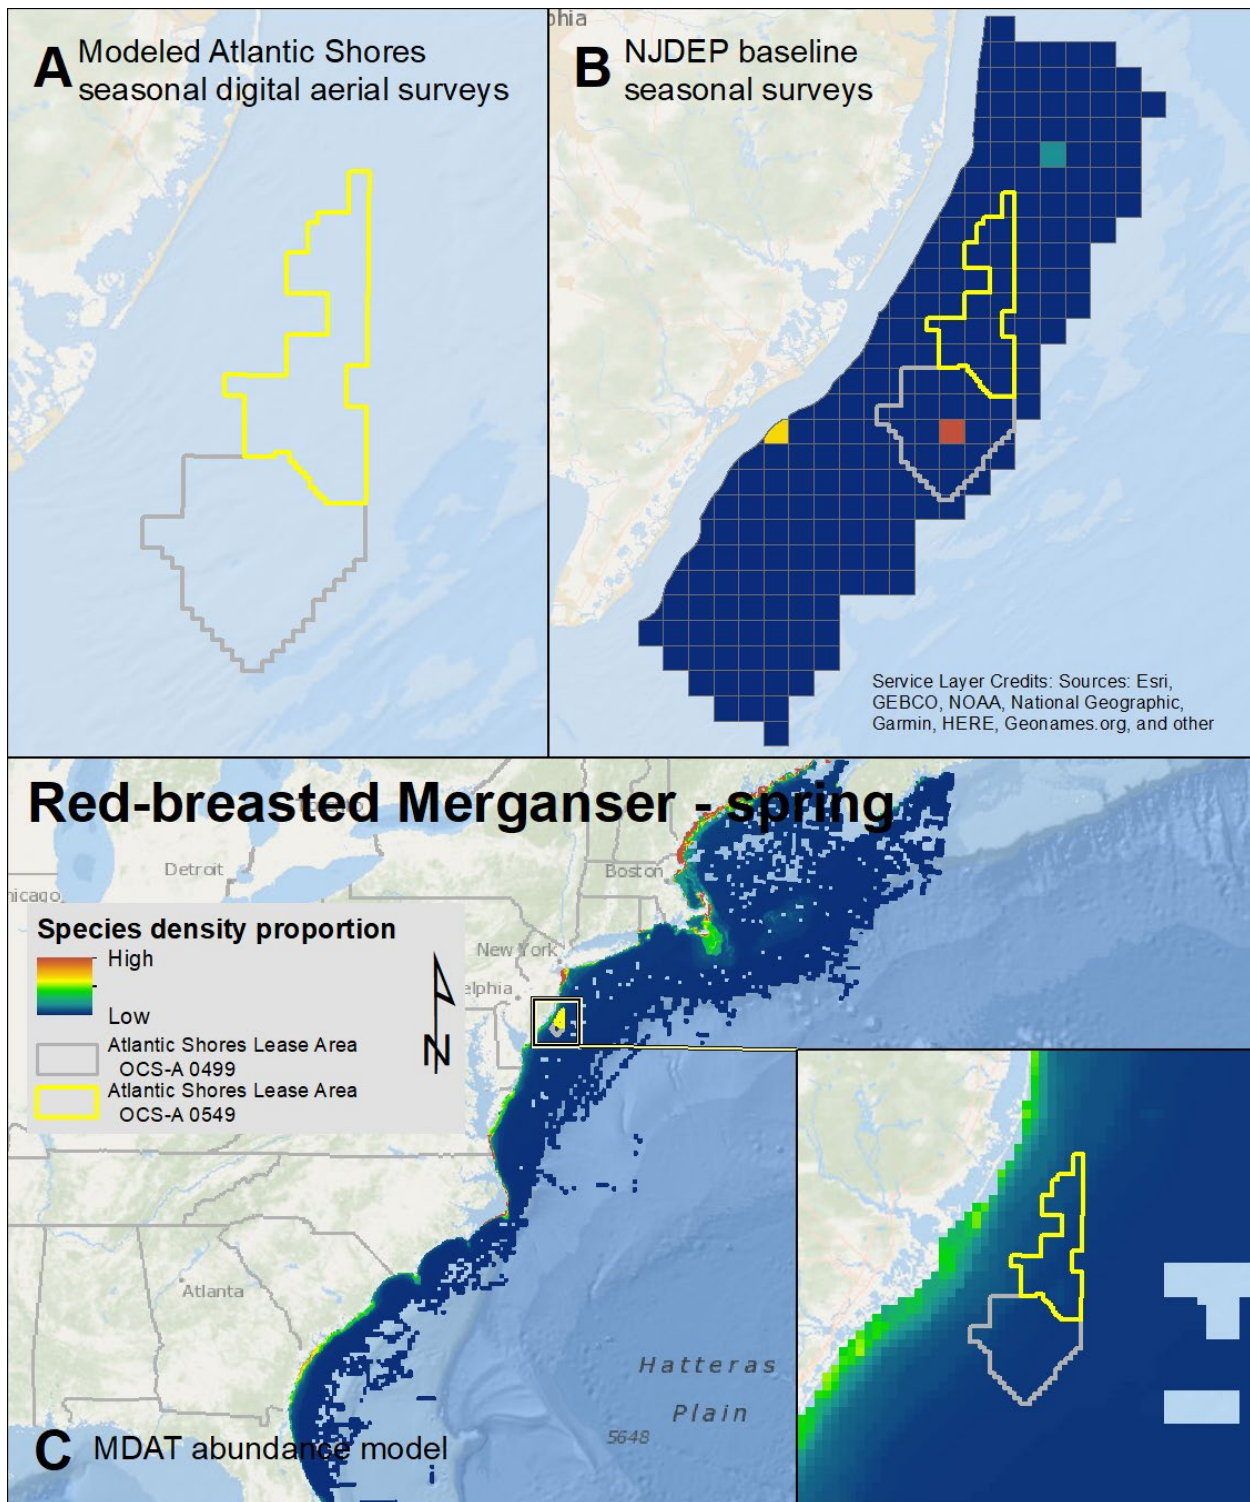 A Modeled Atlantic Shores
seasonal digital aerial surveys
phia
B NJDEP baseline
seasonal surveys
Service Layer Credits: Sources: Esri,
GEBCO, NOAA, National Geographic,
Garmin, HERE, Geonames.org, and other
Red-breasted Merganser - spring
Detroit
Boston
hicago
Species density proportion
High
Low
Atlantic Shores Lease Area
OCS-A 0499
Atlantic Shores Lease Area
OCS-A 0549
N
New York
elphia
Atlanta
Hatteras
Plain
5648
C MDAT abundance model